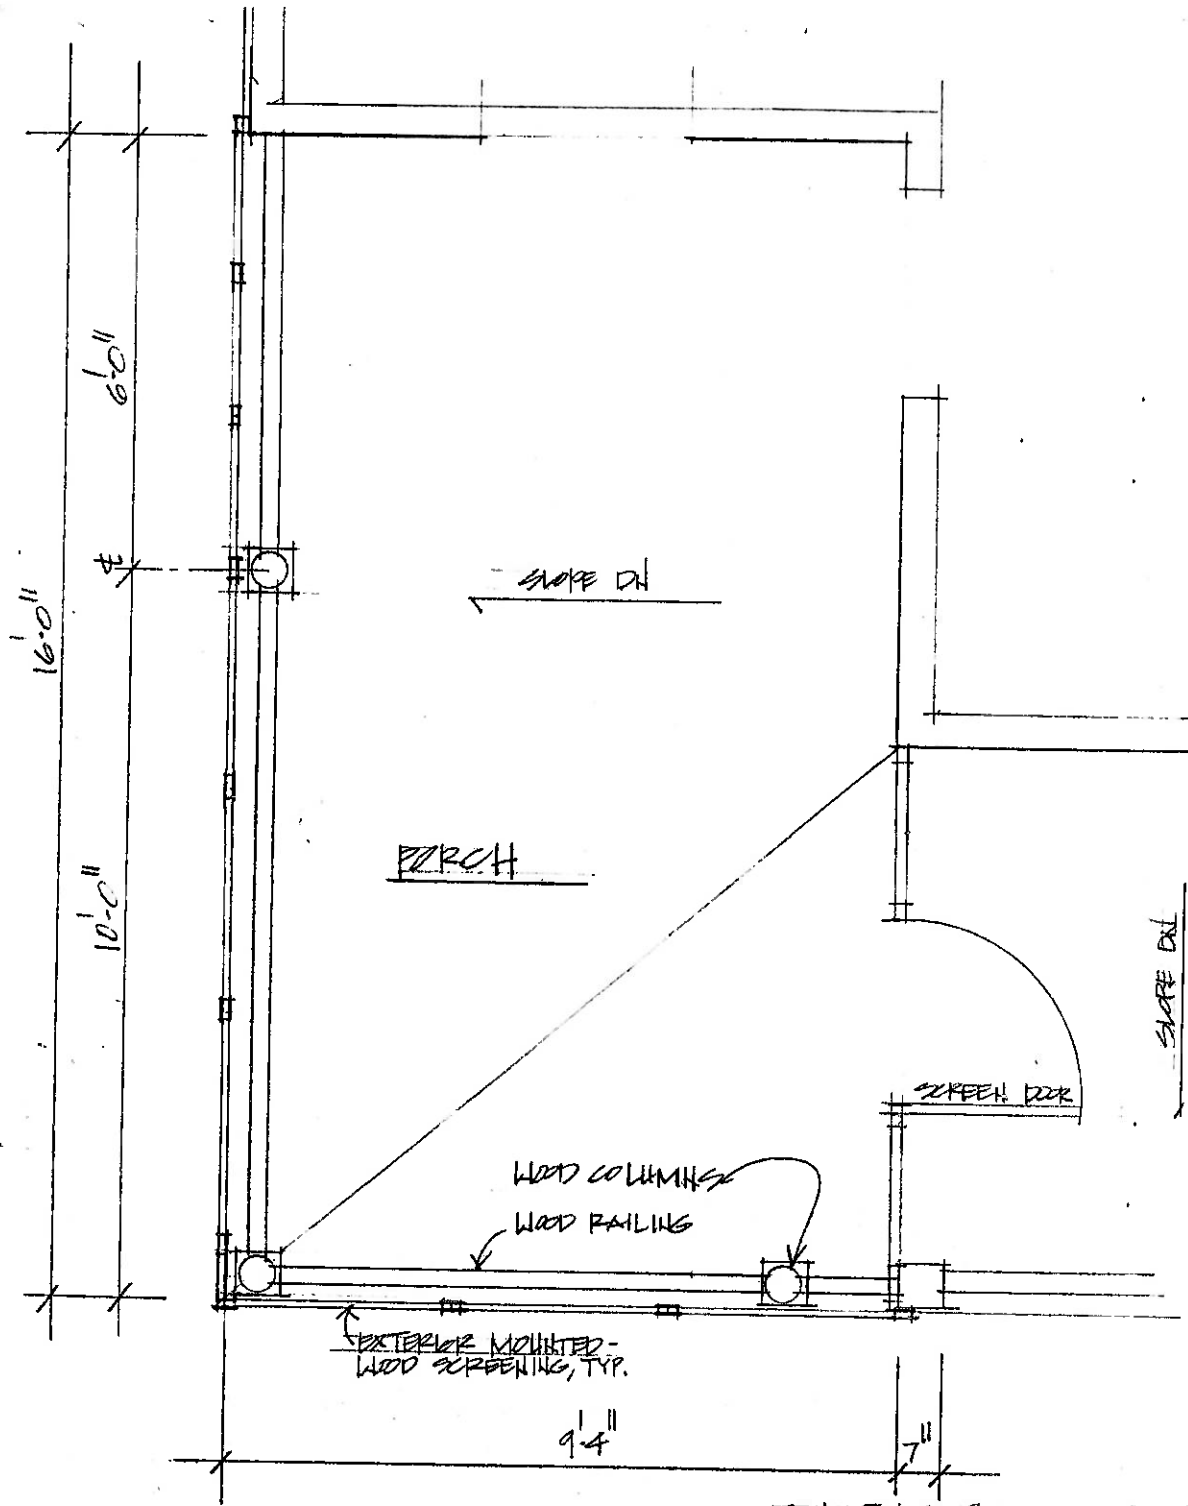 6'-0"
℄
SLOPE DN
16'-0"
PORCH
10'-0"
SLOPE DN
SCREEN DOOR
WOOD COLUMNS
WOOD RAILING
EXTERIOR MOUNTED-
WOOD SCREENING, TYP.
9'-4"
7"